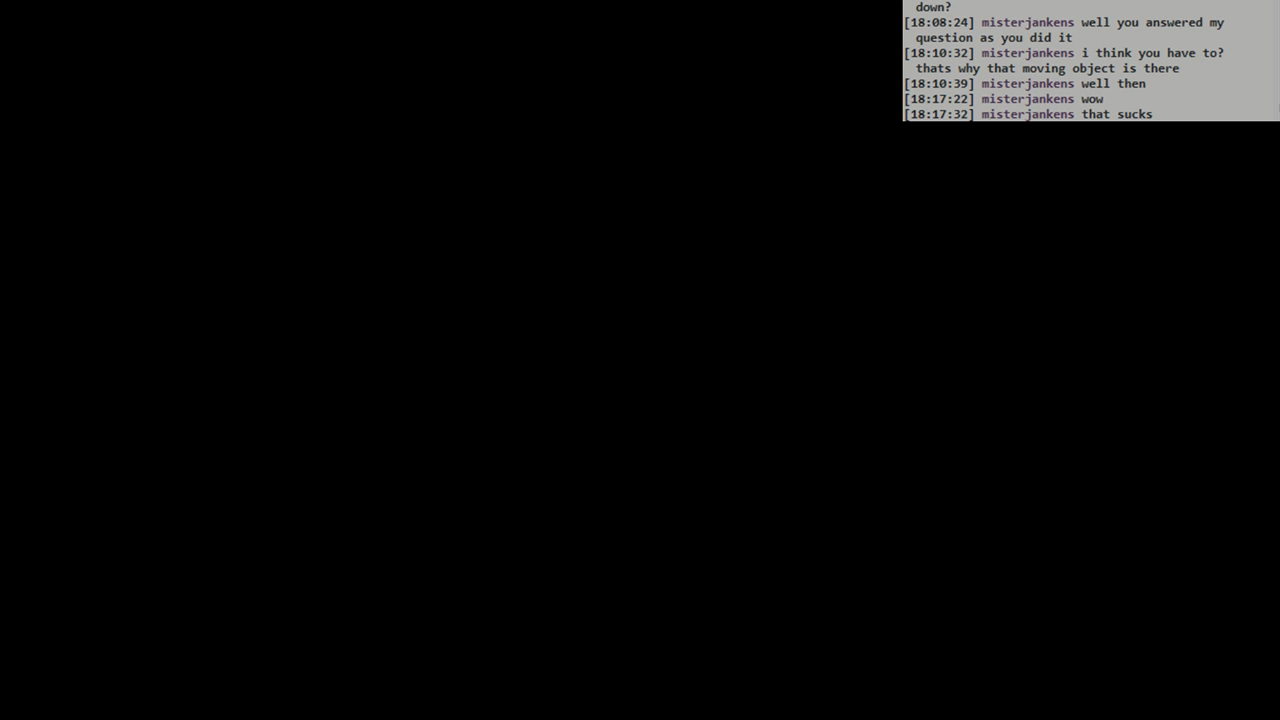 down?
[18:08:24] misterjankens well you answered my
question as you did it
[18:10:32] misterjankens i think you have to?
thats why that moving object is there
[18:10:39] misterjankens well then
[18:17:22] misterjankens wow
[18:17:32] misterjankens that sucks